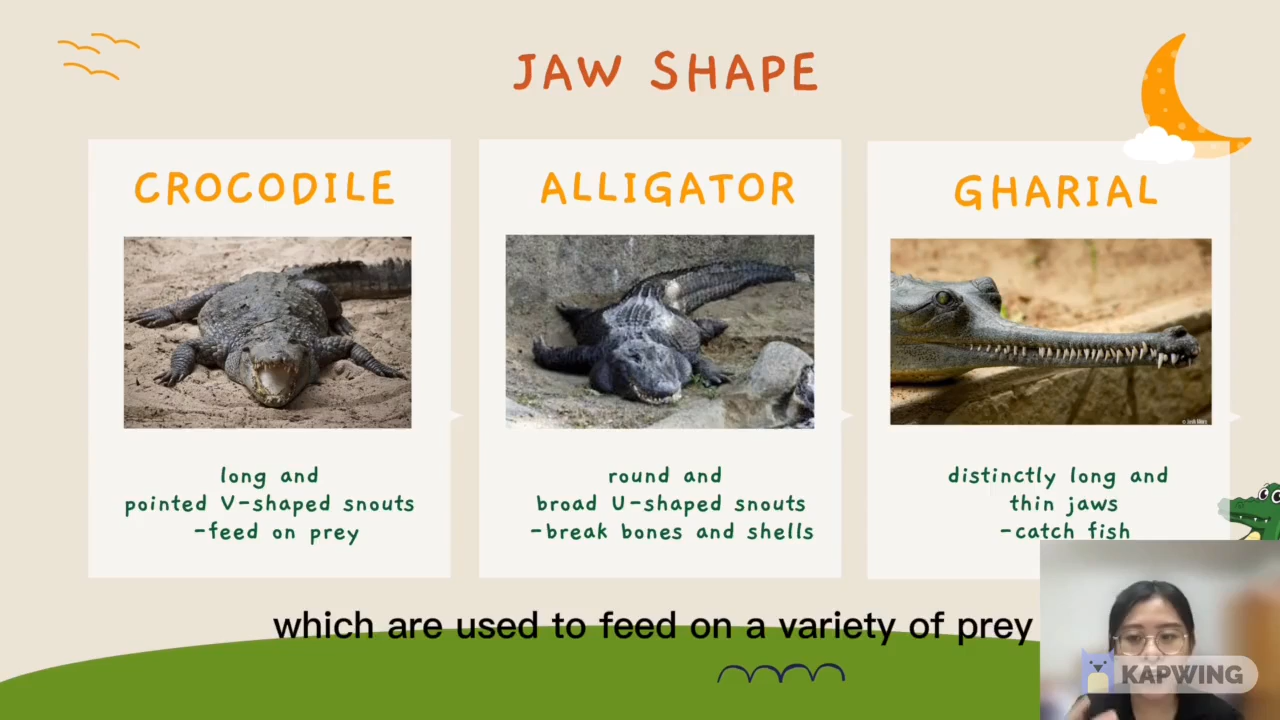 JAW SHAPE
CROCODILE
long and
pointed V-shaped snouts
-feed on prey
ALLIGATOR
round and
broad U-shaped snouts
-break bones and shells
GHARIAL
distinctly long and
thin jaws
-catch fish
which are used to feed on a variety of prey
KAPWING